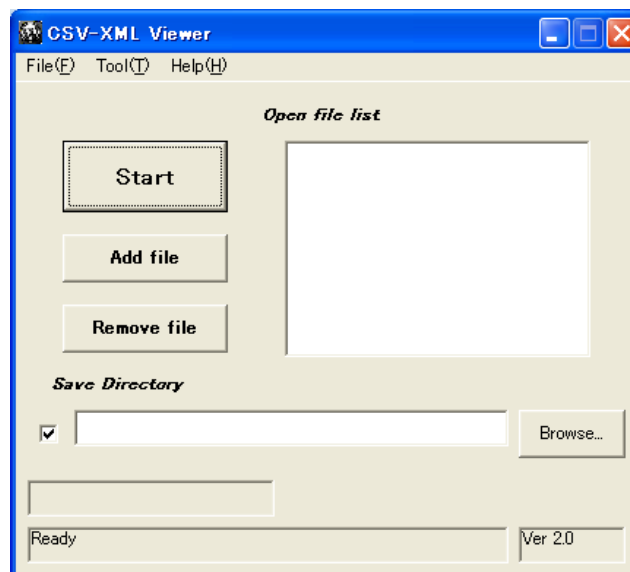 CSV-XML Viewer
File(F) Tool(T) Help(H)
Open file list
Start
Add file
Remove file
Save Directory
Browse...
Ready
Ver 2.0